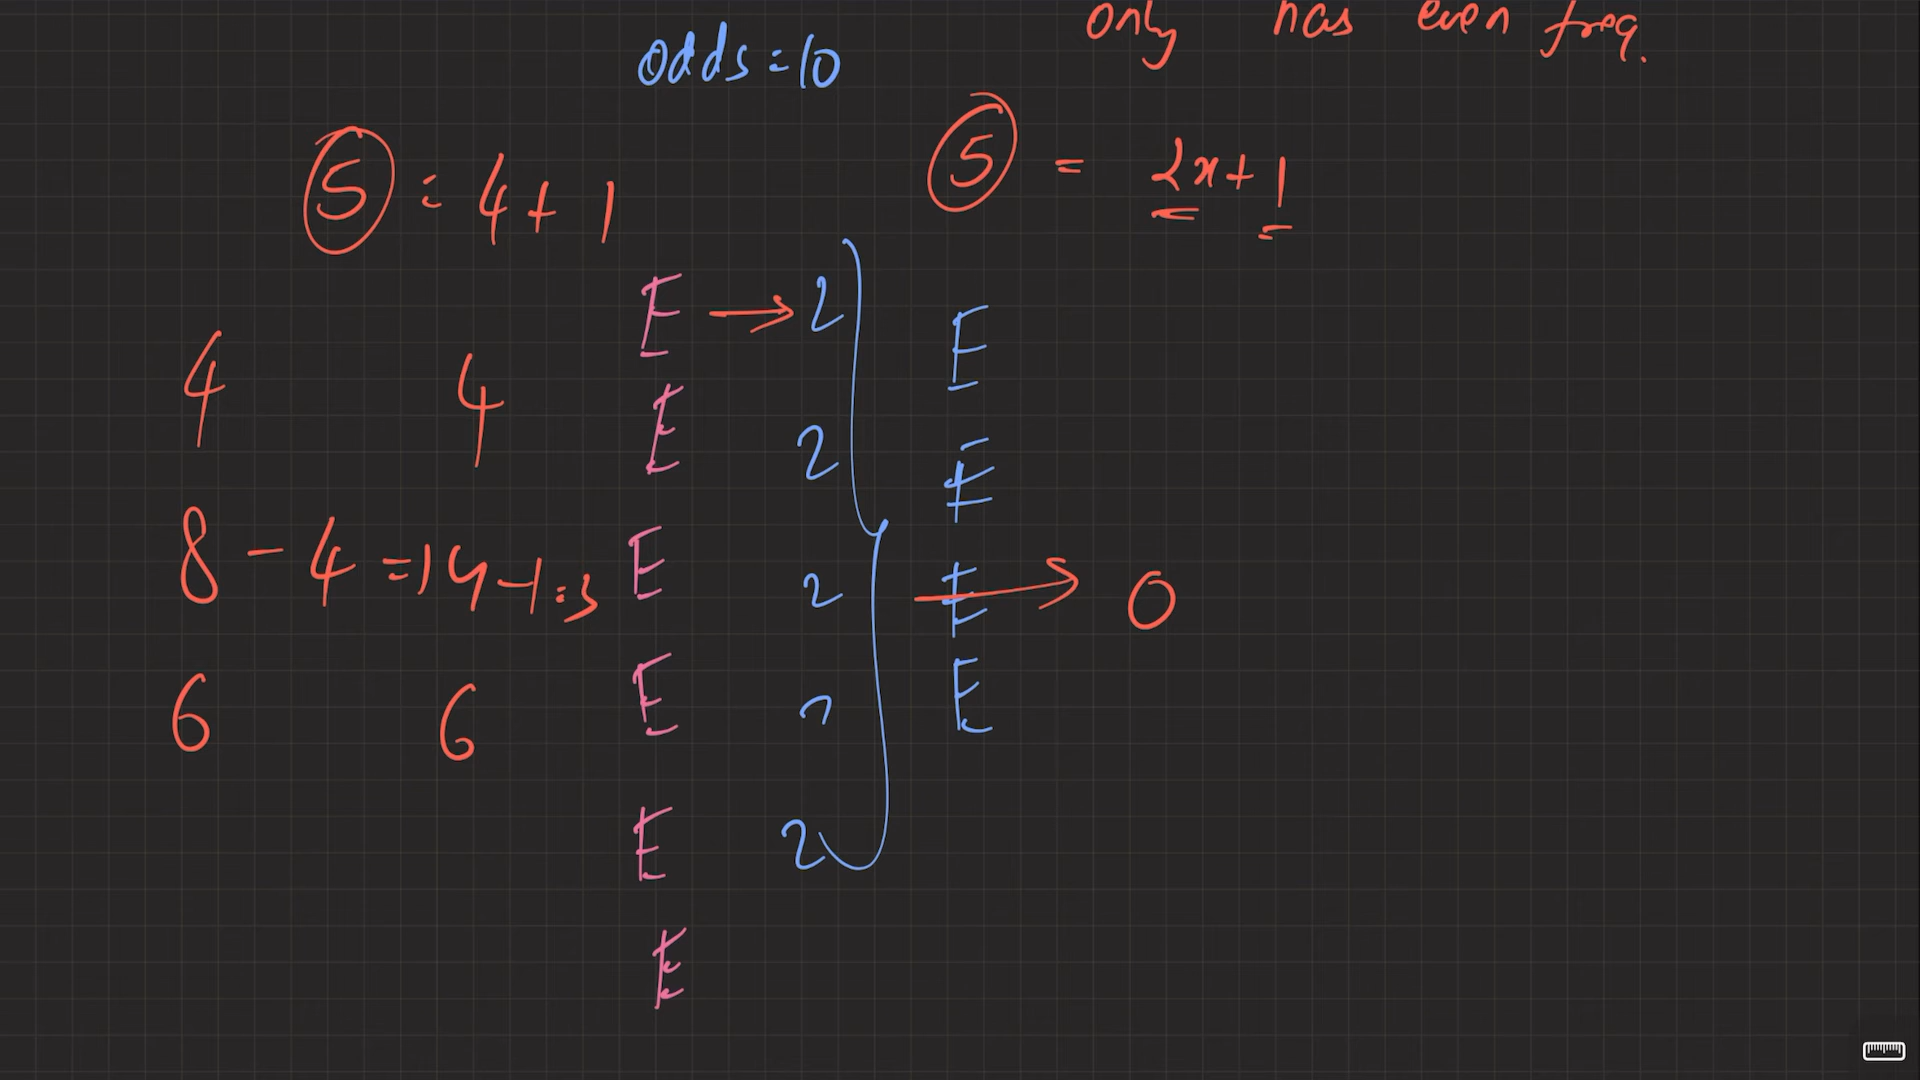 only has even freq.
odds = 10
5 = 4 + 1
5 = 2x + 1
E → 2
E
4 4
E 2
E
8 - 4 = 14 - 1 = 3 E 2
E → 0
6 6 E
E
E 2
E